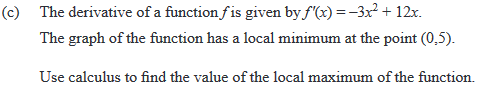 (c) The derivative of a function f is given by f'(x) = −3x² + 12x.
The graph of the function has a local minimum at the point (0,5).
Use calculus to find the value of the local maximum of the function.